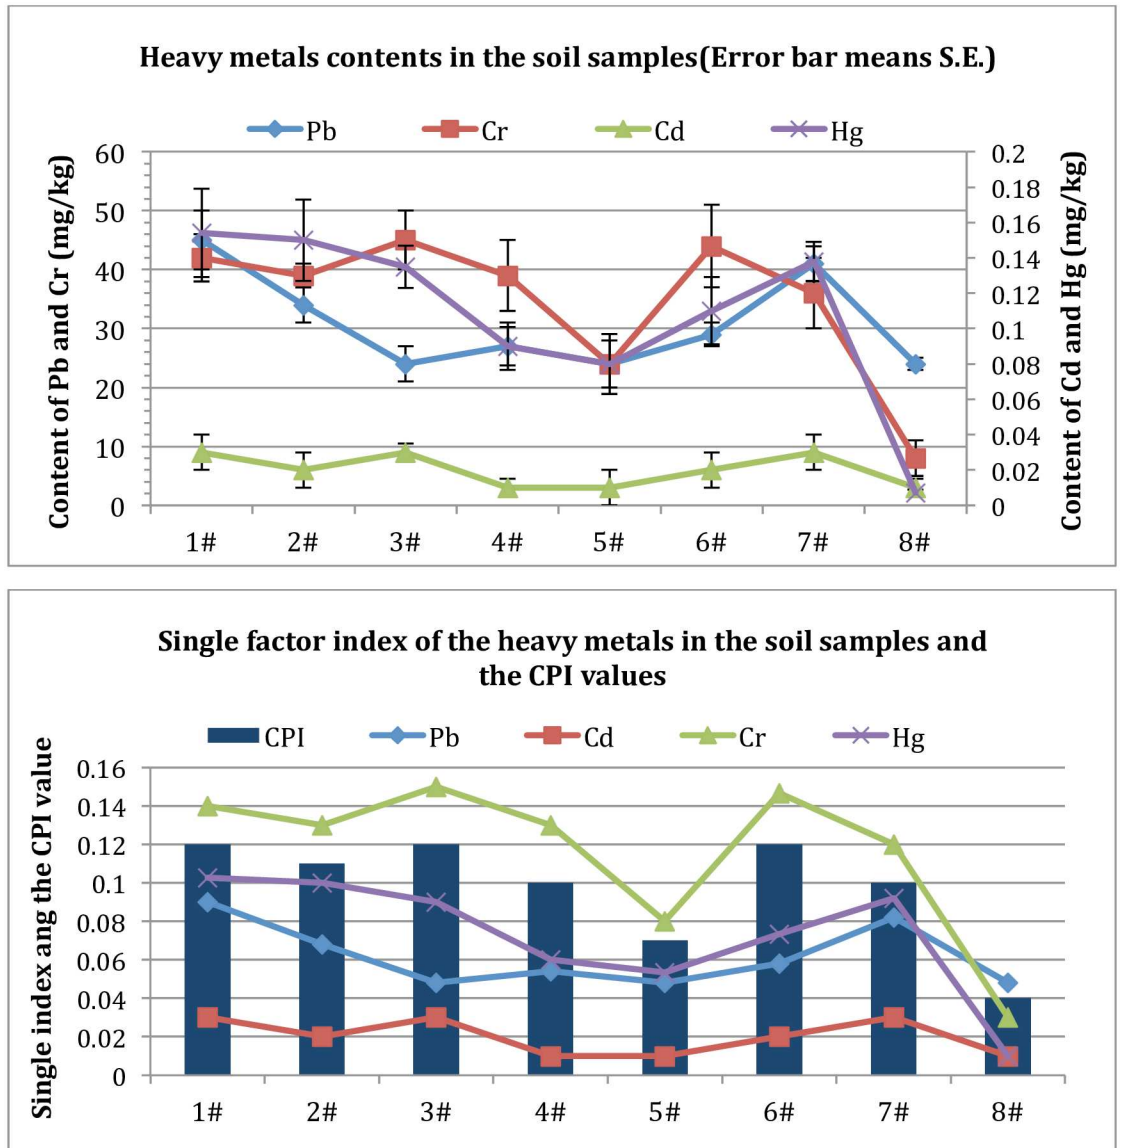 Heavy metals contents in the soil samples(Error bar means S.E.)
Pb Cr Cd Hg
Content of Pb and Cr (mg/kg)
60
50
40
30
20
10
0
0.2
0.18
0.16
0.14
0.12
0.1
0.08
0.06
0.04
0.02
0
Content of Cd and Hg (mg/kg)
1# 2# 3# 4# 5# 6# 7# 8#
Single factor index of the heavy metals in the soil samples and
the CPI values
CPI Pb Cd Cr Hg
Single index ang the CPI value
0.16
0.14
0.12
0.1
0.08
0.06
0.04
0.02
0
1# 2# 3# 4# 5# 6# 7# 8#